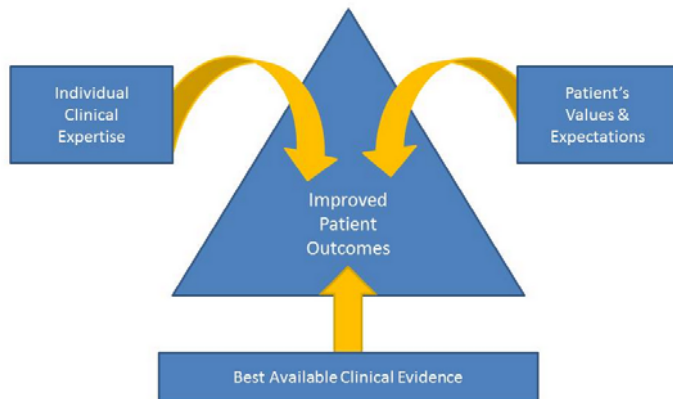 Individual
Clinical
Expertise
Patient's
Values &
Expectations
Improved
Patient
Outcomes
Best Available Clinical Evidence